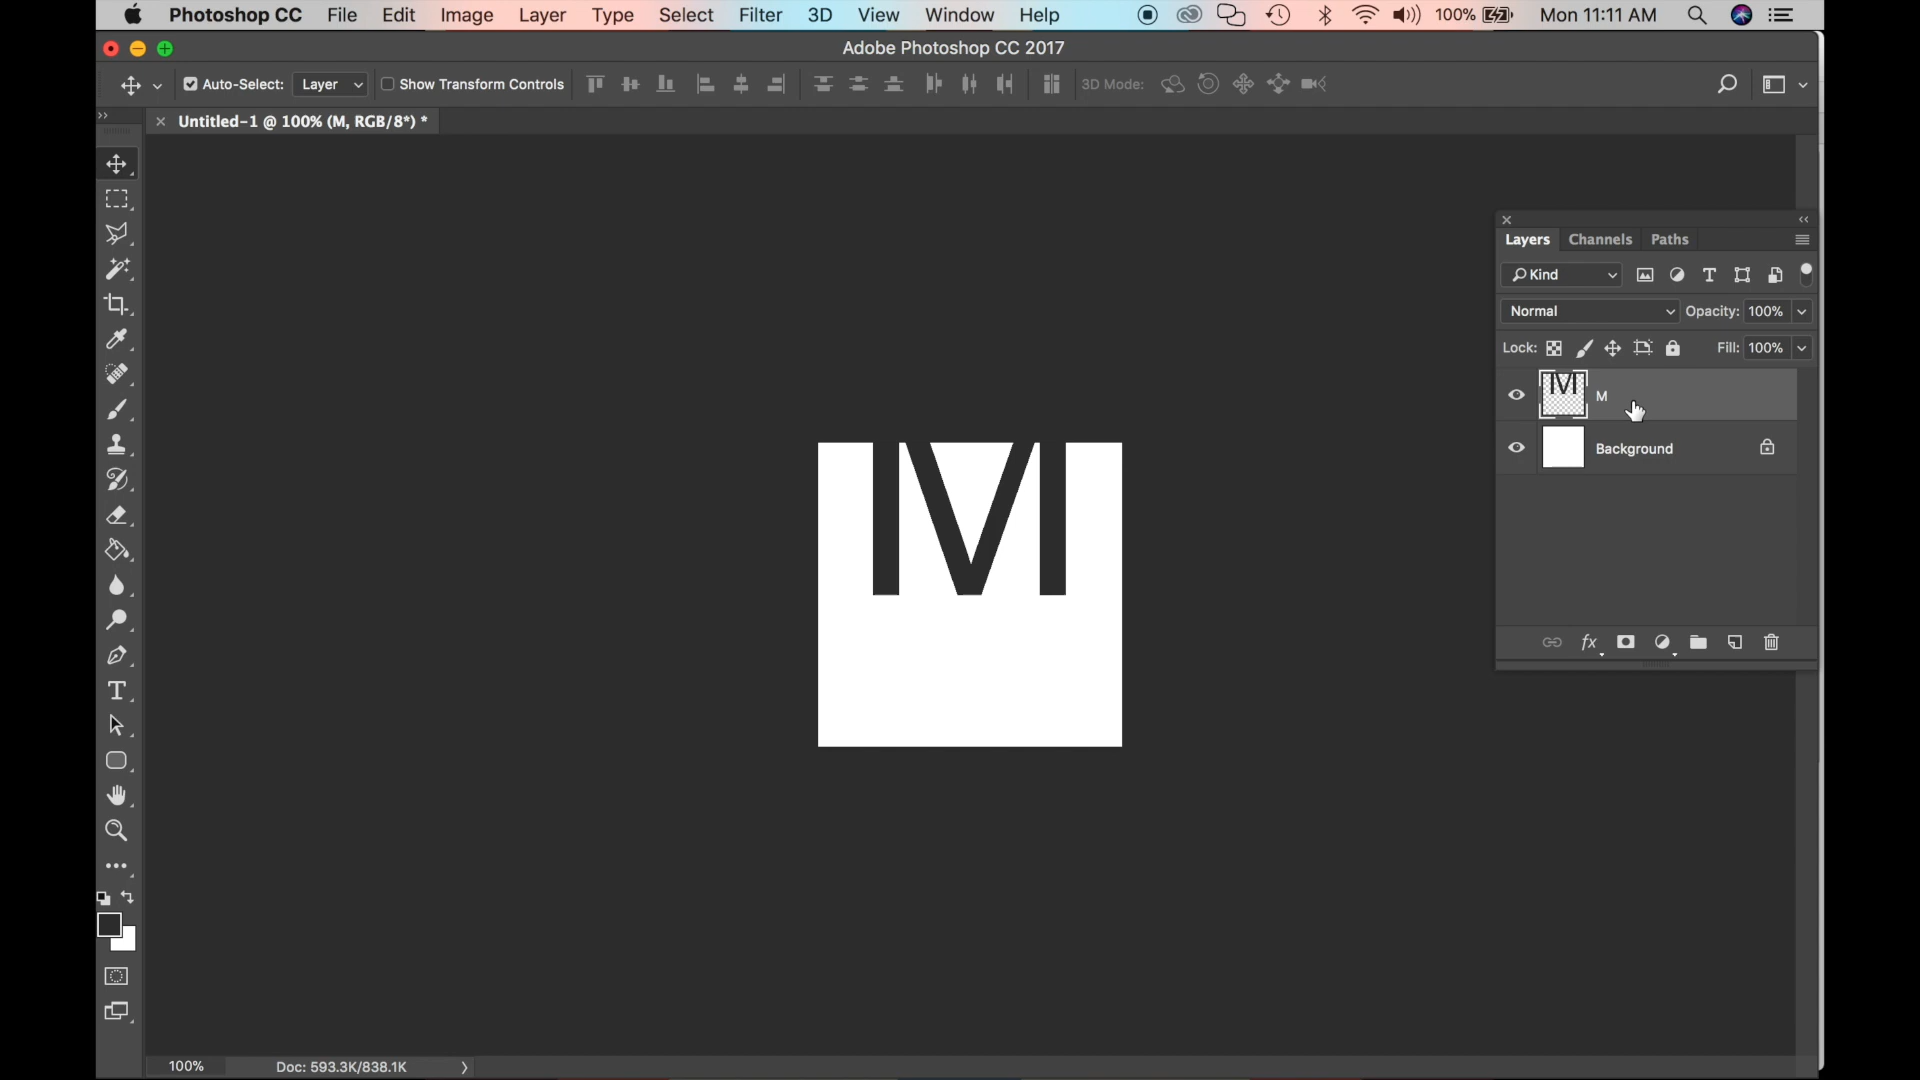 Photoshop CC File Edit Image Layer Type Select Filter 3D View Window Help 100% Mon 11:11 AM
Adobe Photoshop CC 2017
Auto-Select: Layer Show Transform Controls 3D Mode:
Untitled-1 @ 100% (M, RGB/8*) *
Layers Channels Paths
Kind
Normal Opacity: 100%
Lock: Fill: 100%
M
Background
M
fx
100% Doc: 593.3K/838.1K